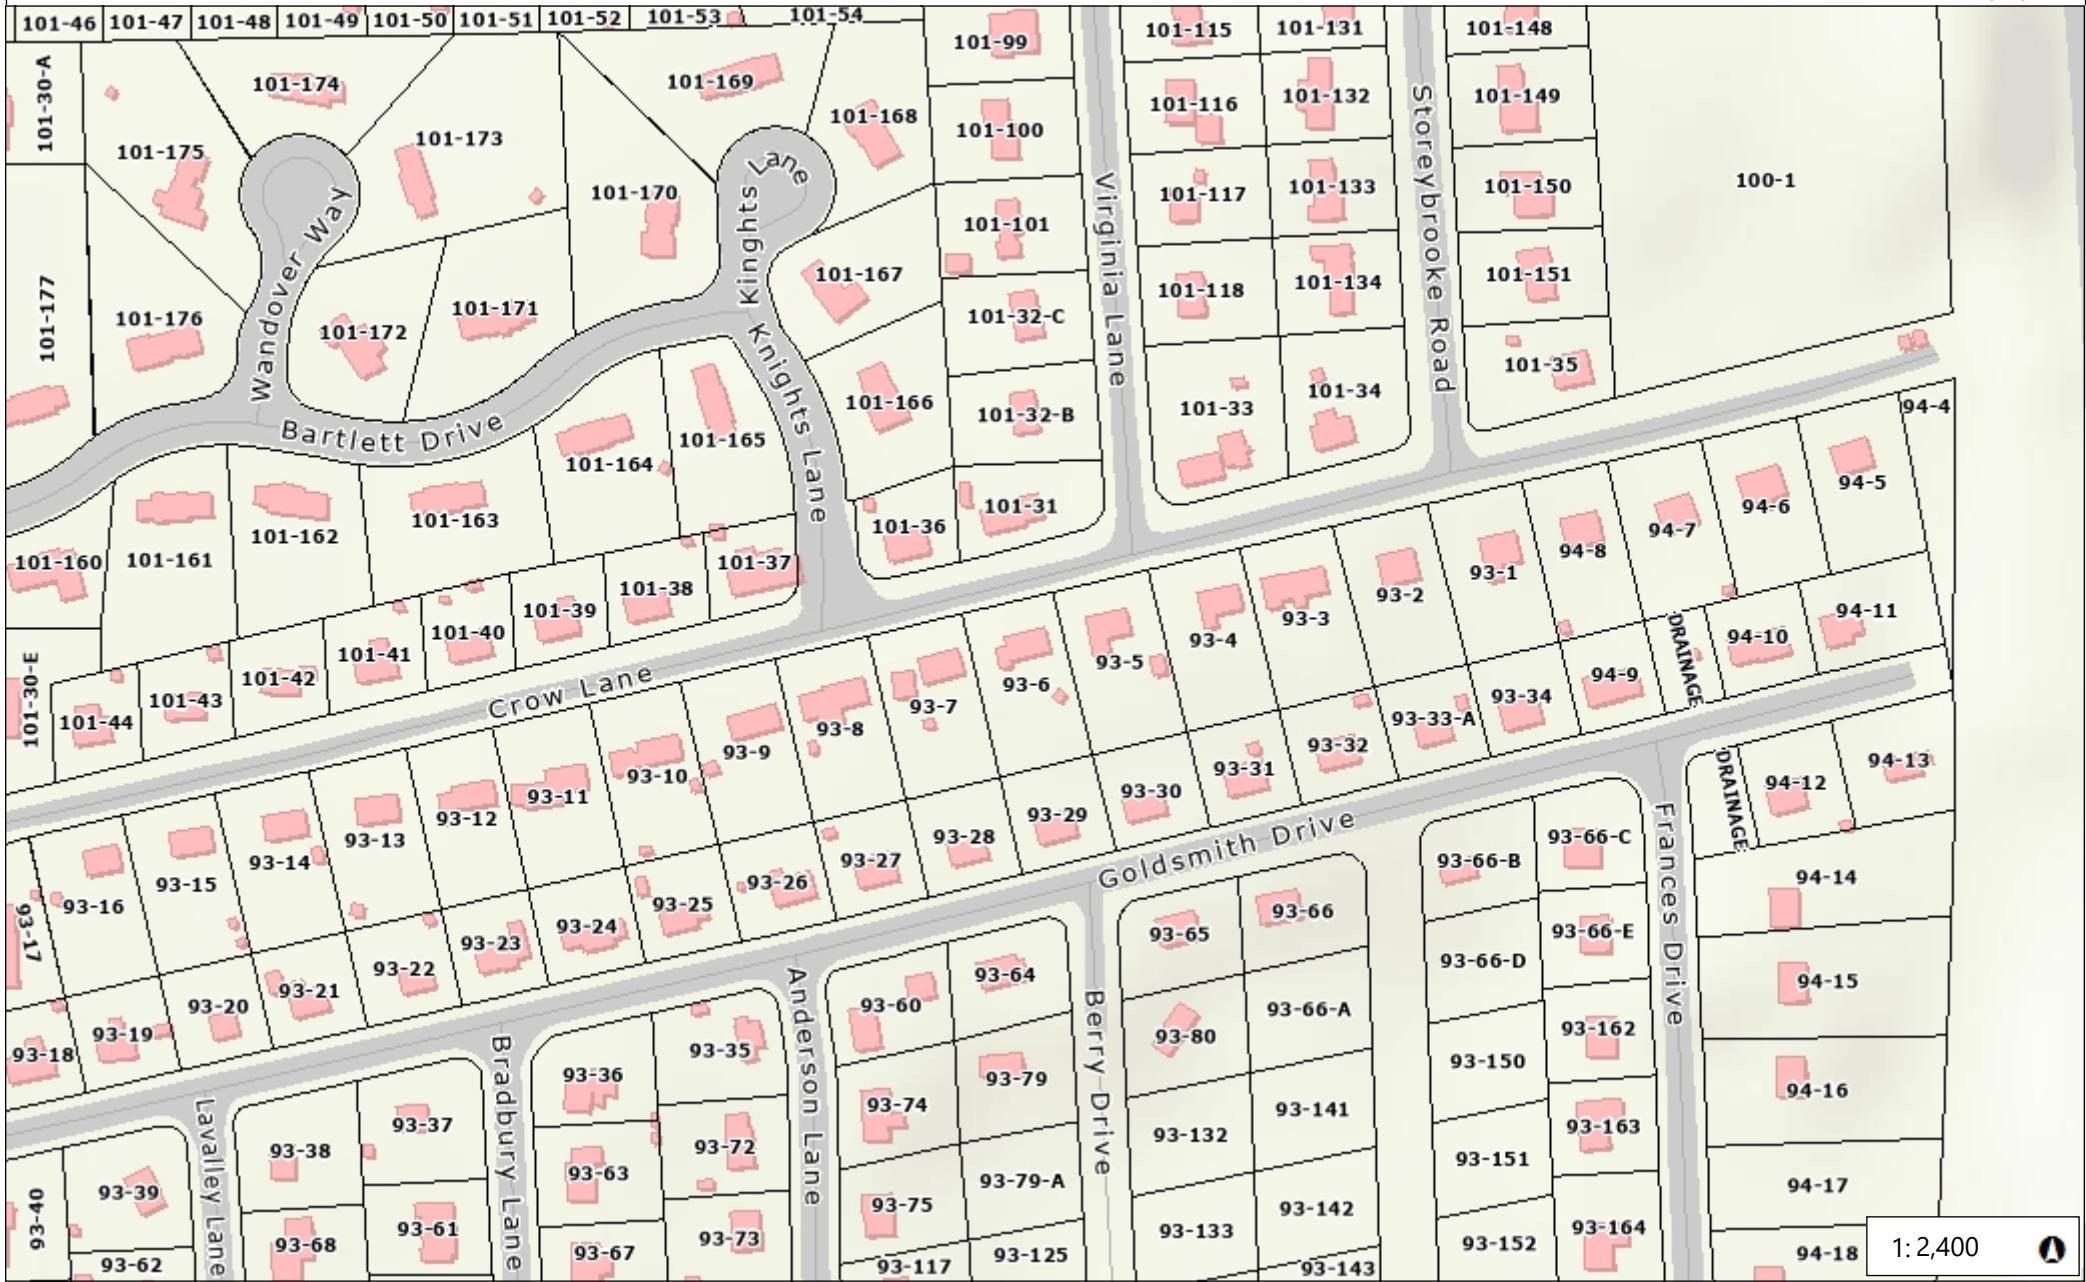 101-46 101-47 101-48 101-49 101-50 101-51 101-52 101-53 101-54
101-99 101-115 101-131 101-148
101-30-A
101-174 101-169 101-168 101-100 101-116 101-132 101-149
101-175 101-173 101-170 101-101 101-117 101-133 101-150 100-1
101-177
101-176 101-172 101-171 101-167 101-32-C 101-118 101-134 101-151
Wandover Way
Kinghts Lane
Knights Lane
Virginia Lane
Storeybrooke Road
Bartlett Drive
101-166 101-32-B 101-33 101-34 101-35
101-164 101-165
101-160 101-161 101-162 101-163 101-36 101-31
101-30-E
101-44 101-43 101-42 101-41 101-40 101-39 101-38 101-37
Crow Lane
94-4
93-17 93-16 93-15 93-14 93-13 93-12 93-11 93-10 93-9 93-8 93-7 93-6 93-5 93-4 93-3 93-2 93-1 94-8 94-7 94-6 94-5
93-18 93-19 93-20 93-21 93-22 93-23 93-24 93-25 93-26 93-27 93-28 93-29 93-30 93-31 93-32 93-33-A 93-34 94-9 DRAINAGE 94-10 94-11
Goldsmith Drive
DRAINAGE 94-12 94-13
Lavalley Lane
Bradbury Lane
Anderson Lane
Berry Drive
Frances Drive
93-60 93-64 93-65 93-66 93-66-B 93-66-C 94-14
93-36 93-35 93-80 93-66-A 93-66-D 93-66-E 94-15
93-38 93-37 93-74 93-79 93-150 93-162 94-16
93-39 93-63 93-72 93-132 93-141 93-151 93-163
93-40 93-75 93-79-A 94-17
93-68 93-61 93-67 93-73 93-133 93-142 93-152 93-164 94-18
93-62 93-117 93-125 93-143
1: 2,400